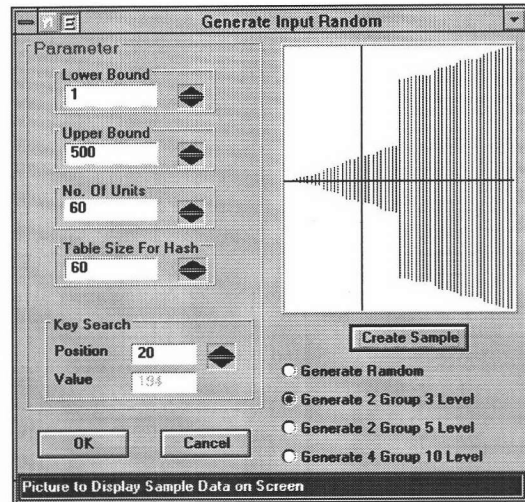 Generate Input Random
Parameter
Lower Bound
1
Upper Bound
500
No. Of Units
60
Table Size For Hash
60
Key Search
Position 20
Value 194
OK Cancel
Create Sample
Generate Ramdom
Generate 2 Group 3 Level
Generate 2 Group 5 Level
Generate 4 Group 10 Level
Picture to Display Sample Data on Screen